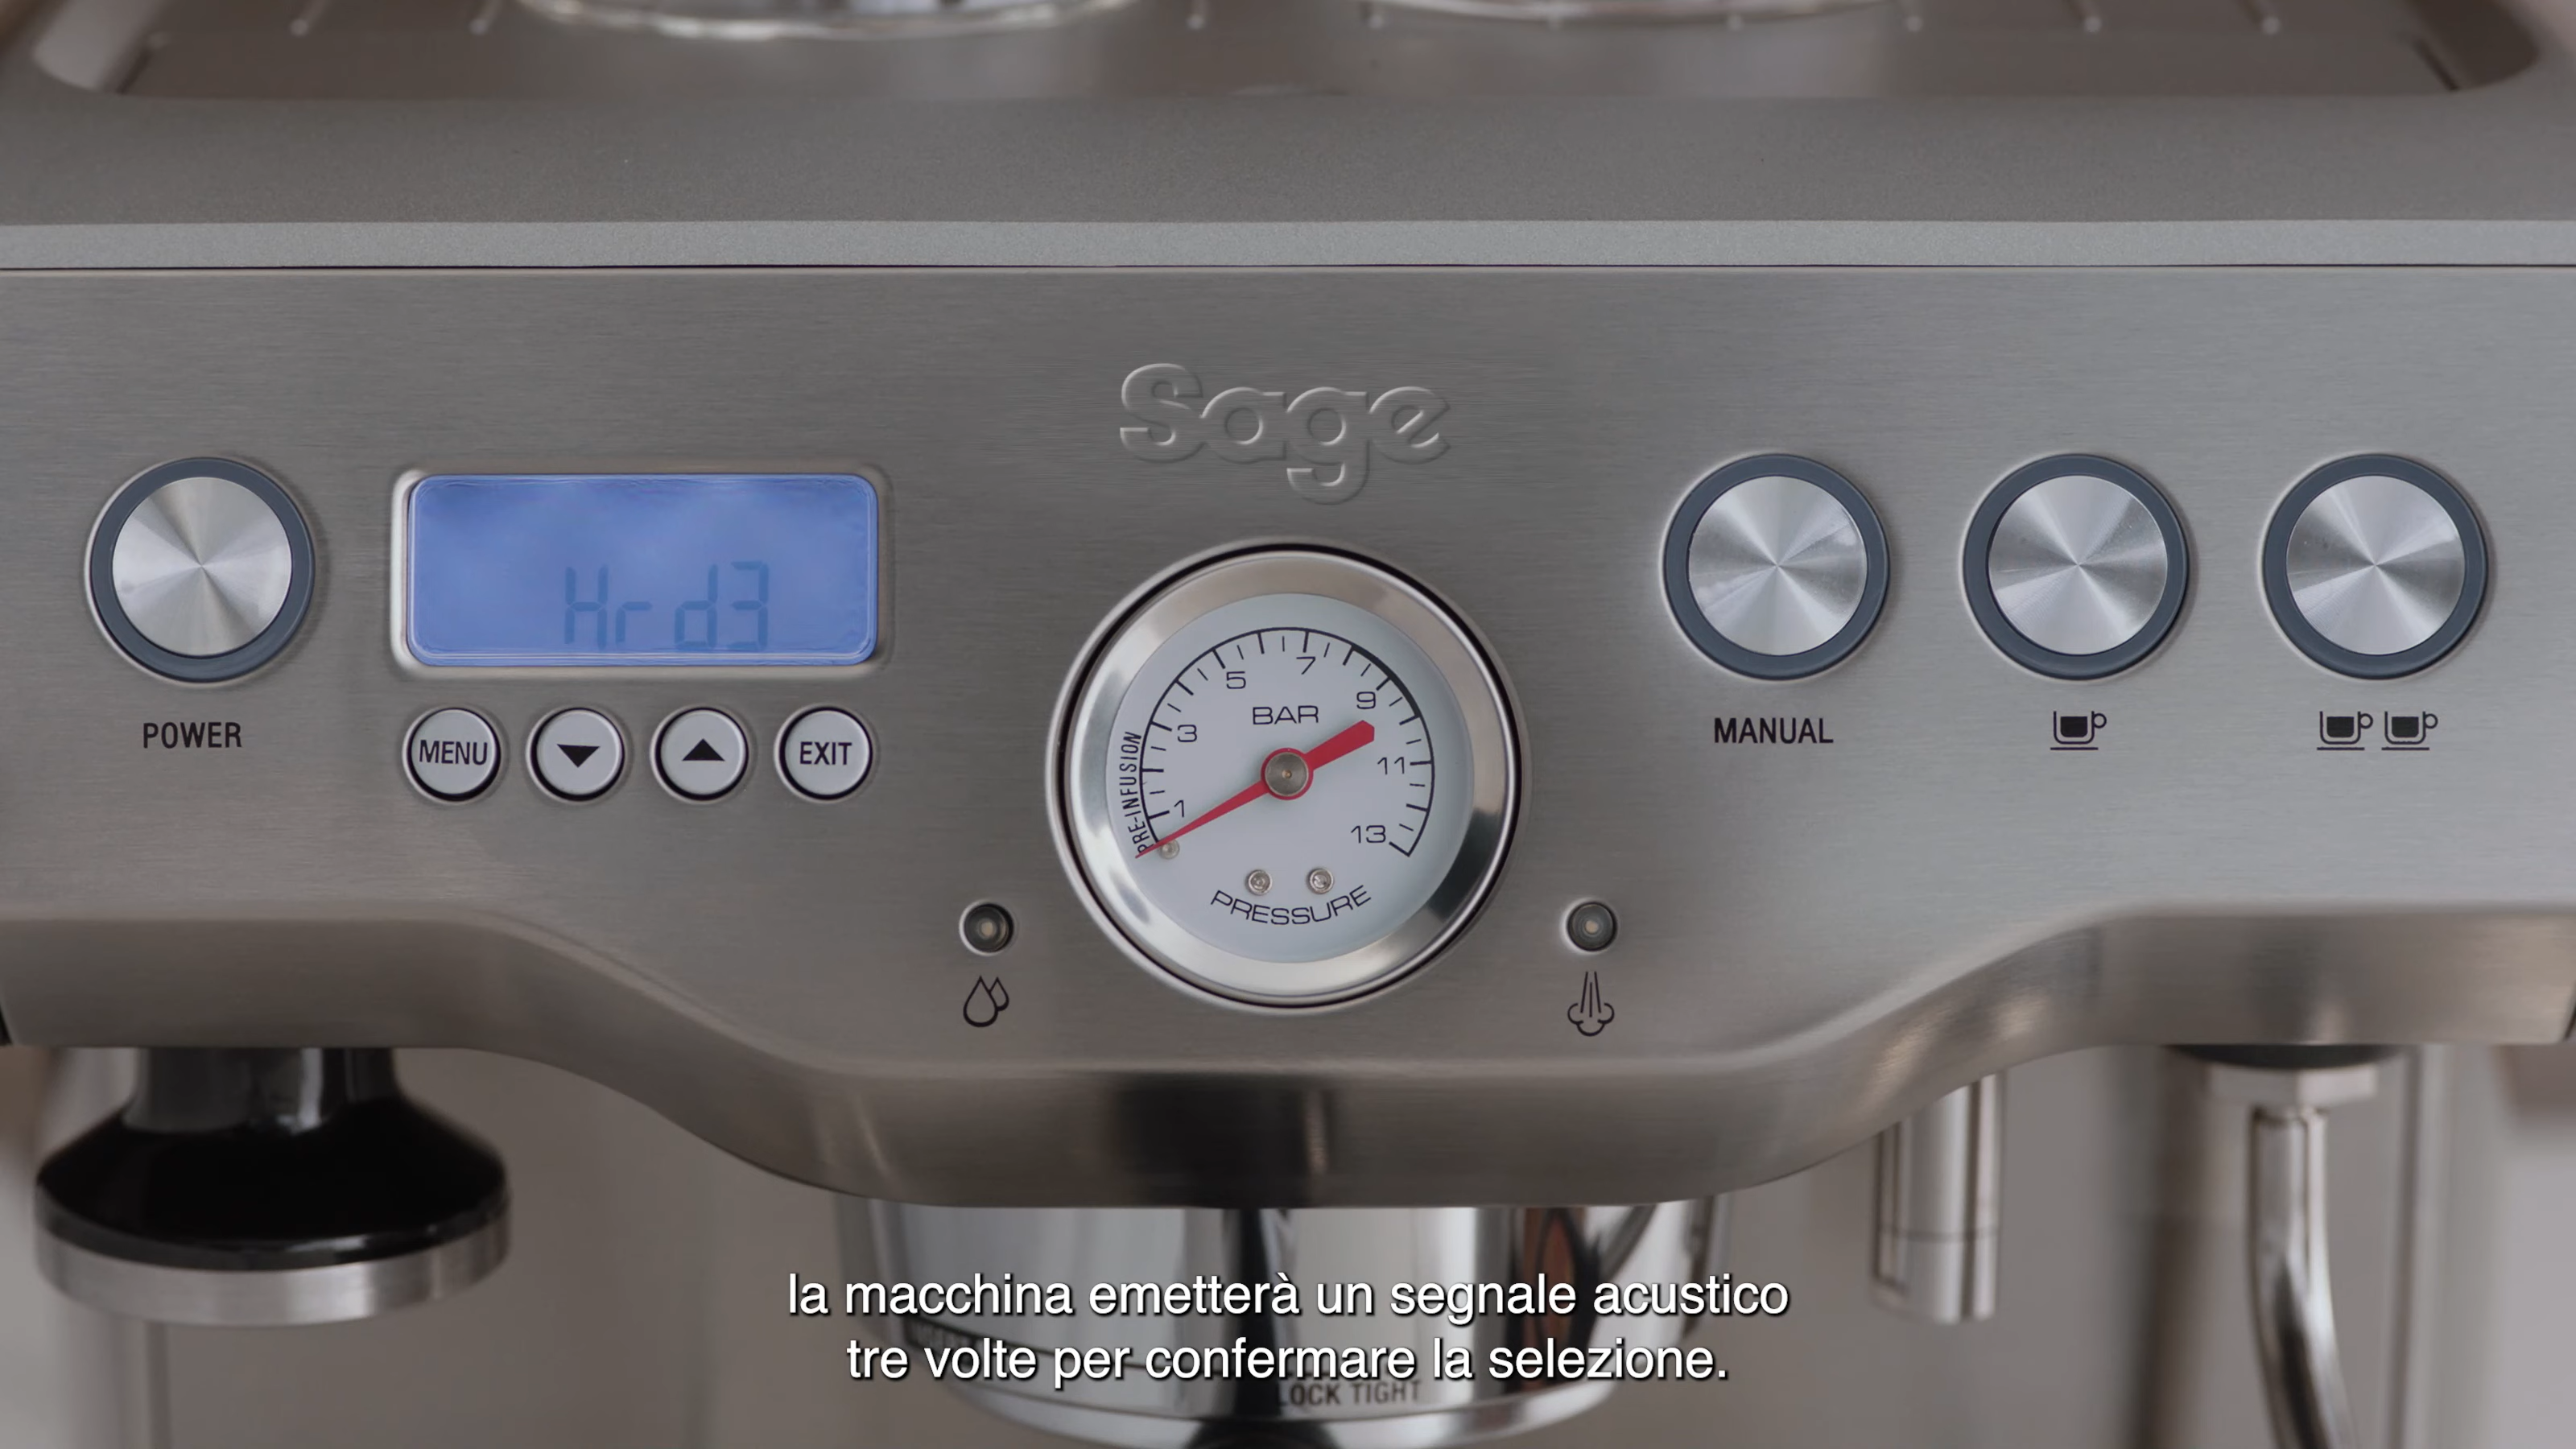 Sage
Hrd3
POWER
MENU
EXIT
MANUAL
BAR
1
3
5
7
9
11
13
PRE-INFUSION
PRESSURE
la macchina emetterà un segnale acustico
tre volte per confermare la selezione.
LOCK TIGHT